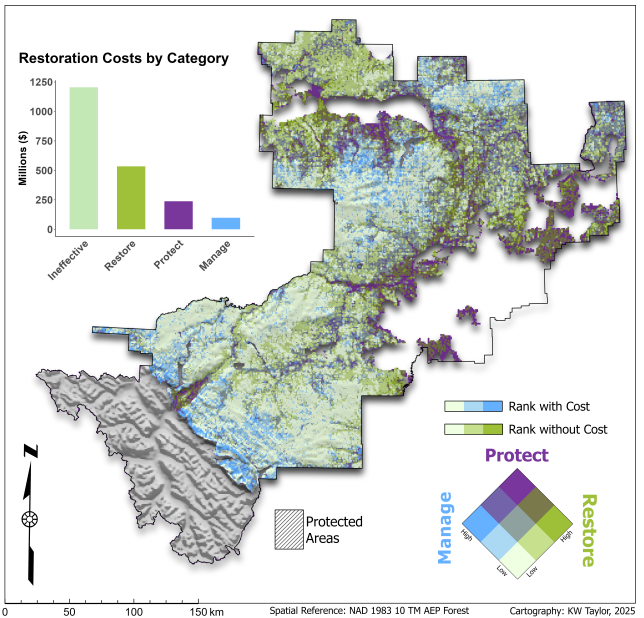 Restoration Costs by Category
Millions ($)
1250
1000
750
500
250
0
Ineffective
Restore
Protect
Manage
Rank with Cost
Rank without Cost
Protect
Manage
Restore
High
High
Low
Low
Protected
Areas
N
0
50
100
150 km
Spatial Reference: NAD 1983 10 TM AEP Forest
Cartography: KW Taylor, 2025